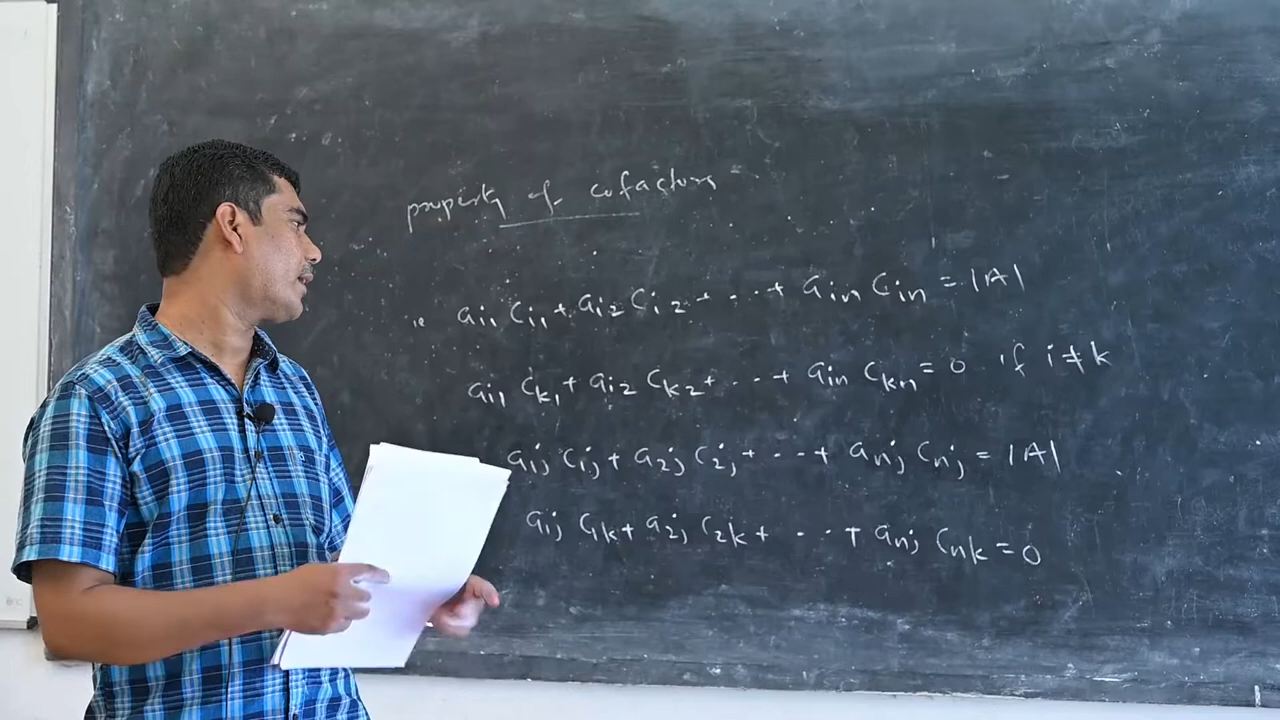 property of cofactors
ie ai1 Ci1 + ai2 Ci2 + ... + ain Cin = |A|
ai1 Ck1 + ai2 Ck2 + ... + ain Ckn = 0 if i ≠ k
a1j C1j + a2j C2j + ... + anj Cnj = |A|
a1j C1k + a2j C2k + ... + anj Cnk = 0